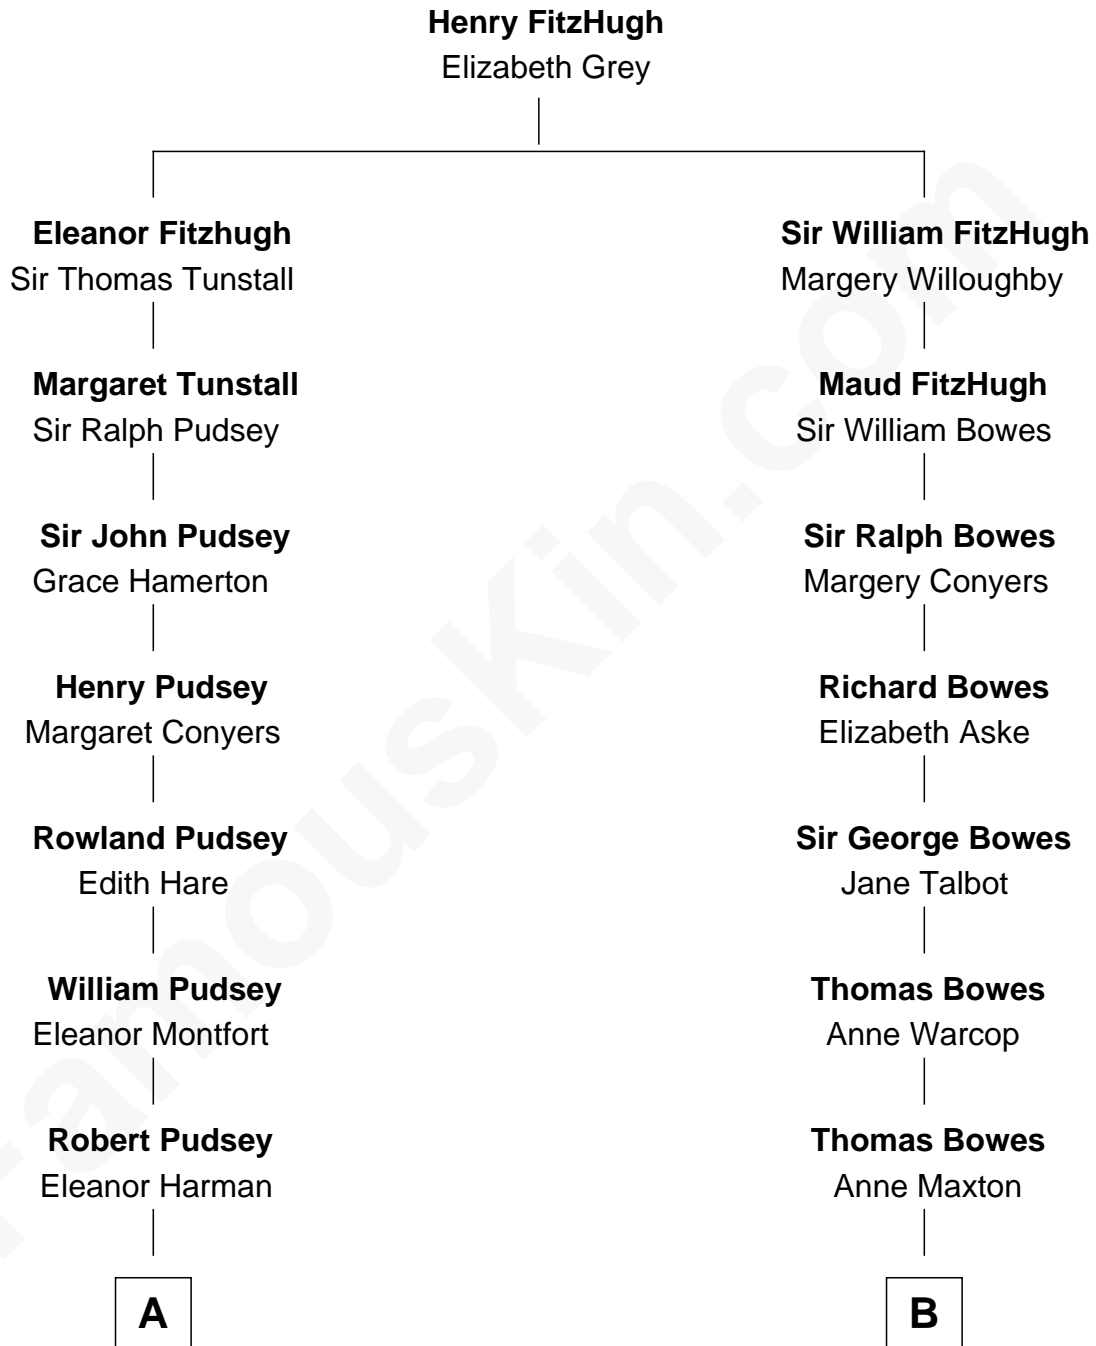 Henry FitzHugh
Elizabeth Grey
Eleanor Fitzhugh
Sir Thomas Tunstall
Sir William FitzHugh
Margery Willoughby
Margaret Tunstall
Sir Ralph Pudsey
Maud FitzHugh
Sir William Bowes
Sir John Pudsey
Grace Hamerton
Sir Ralph Bowes
Margery Conyers
Henry Pudsey
Margaret Conyers
Richard Bowes
Elizabeth Aske
Rowland Pudsey
Edith Hare
Sir George Bowes
Jane Talbot
William Pudsey
Eleanor Montfort
Thomas Bowes
Anne Warcop
Robert Pudsey
Eleanor Harman
Thomas Bowes
Anne Maxton
A
B
FamousKin.com